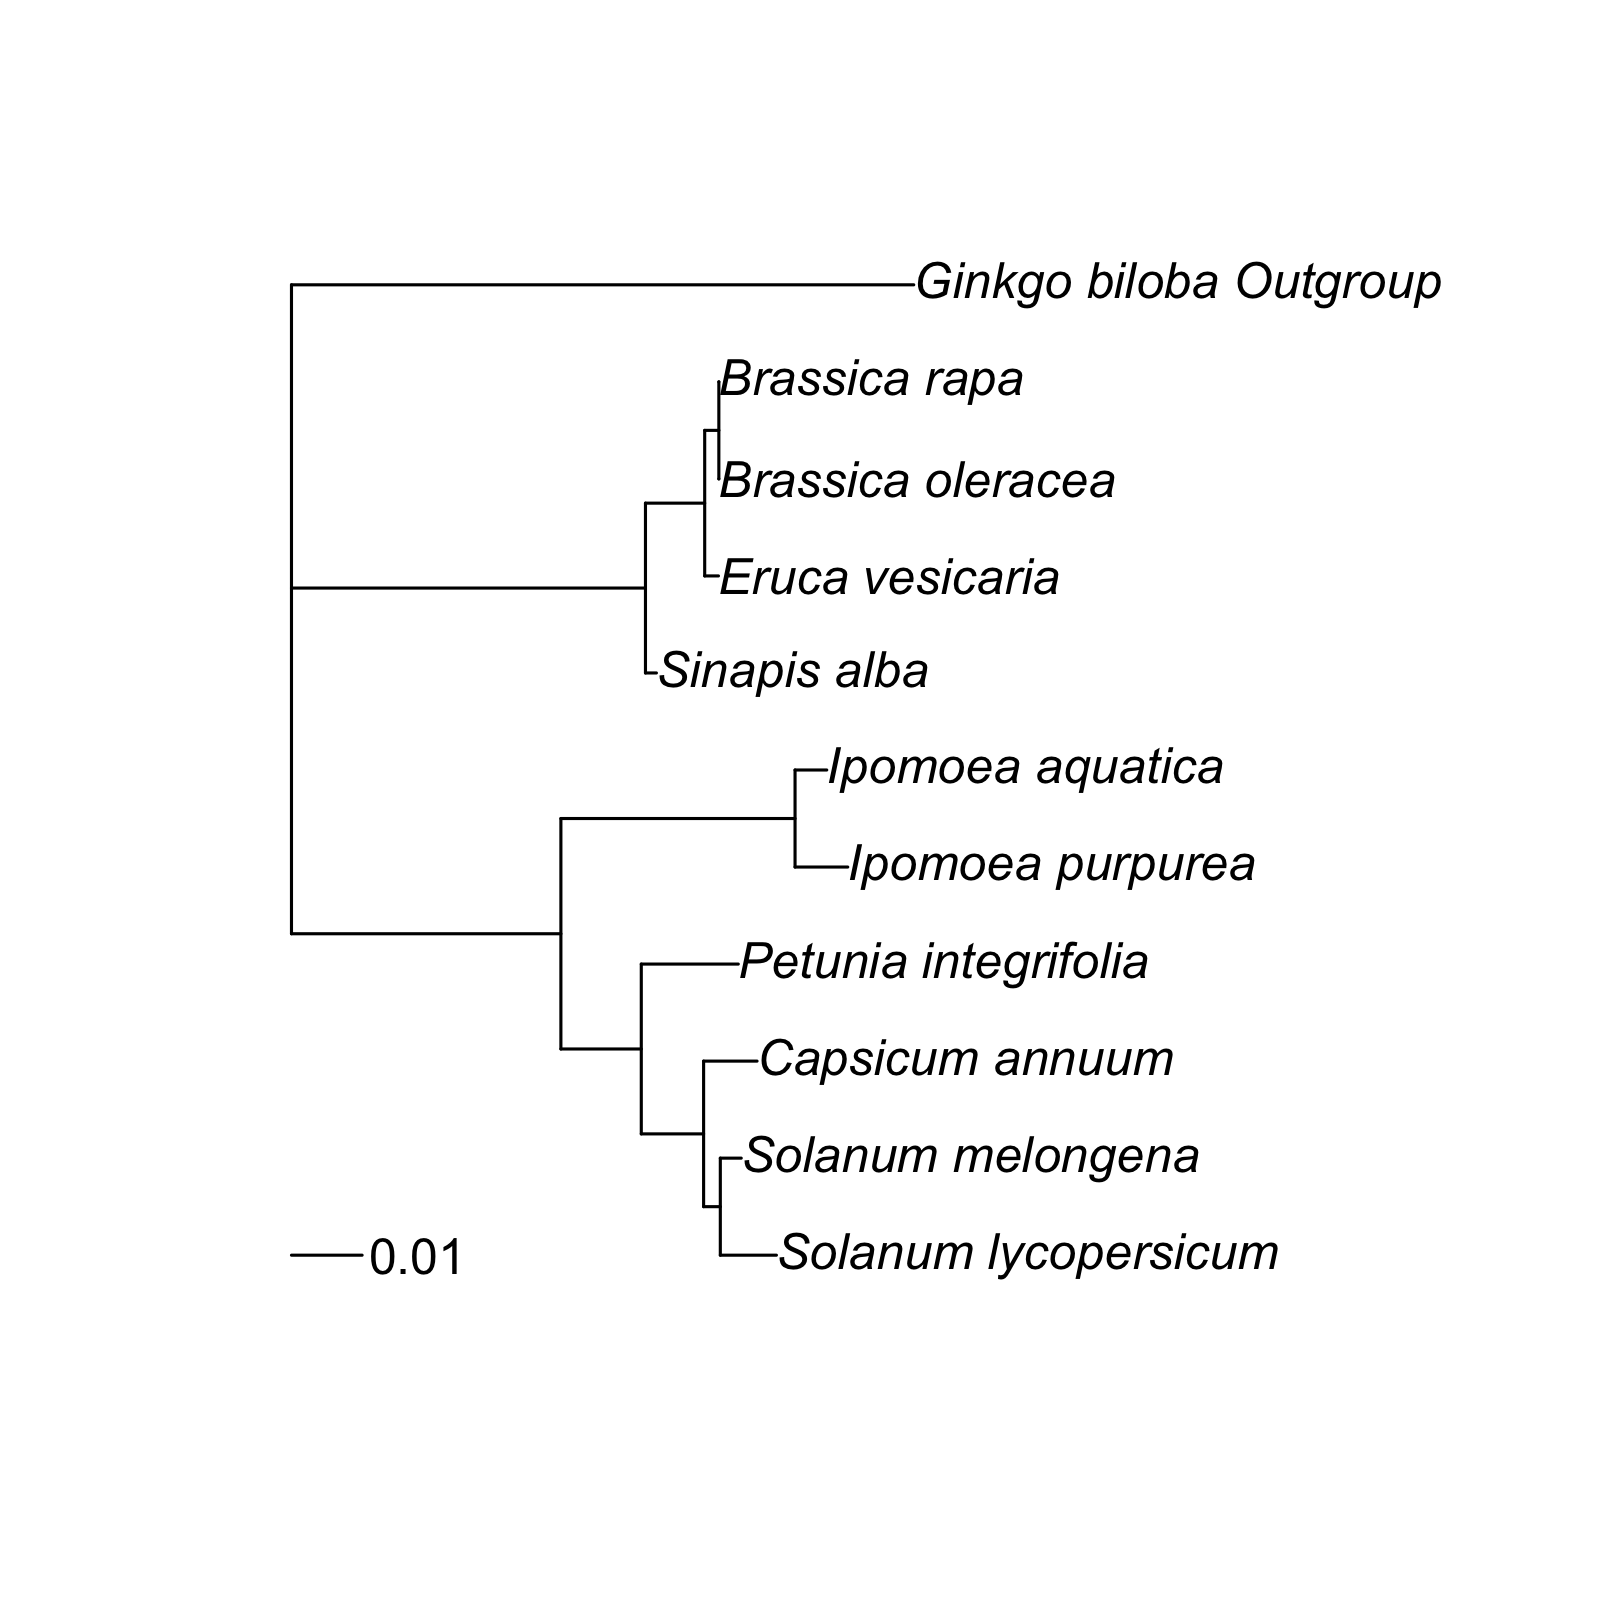 Ginkgo biloba Outgroup
Brassica rapa
Brassica oleracea
Eruca vesicaria
Sinapis alba
Ipomoea aquatica
Ipomoea purpurea
Petunia integrifolia
Capsicum annuum
Solanum melongena
Solanum lycopersicum
0.01